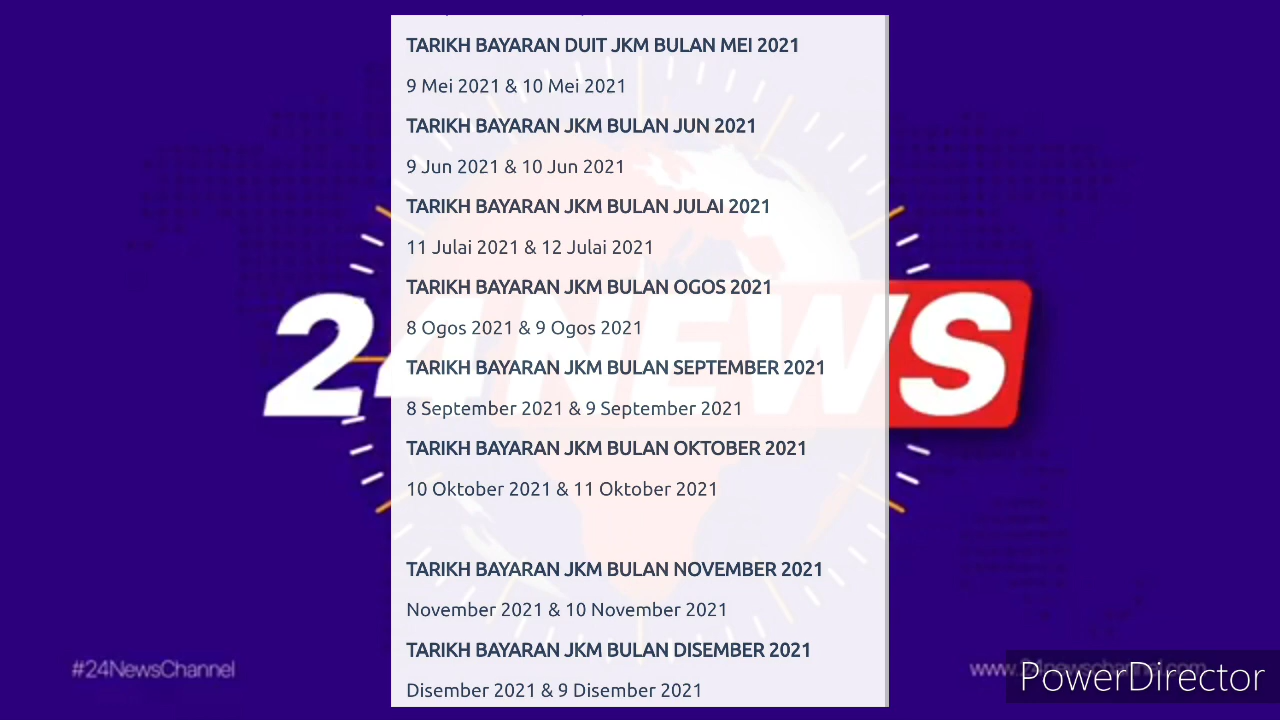 TARIKH BAYARAN DUIT JKM BULAN MEI 2021
9 Mei 2021 & 10 Mei 2021
TARIKH BAYARAN JKM BULAN JUN 2021
9 Jun 2021 & 10 Jun 2021
TARIKH BAYARAN JKM BULAN JULAI 2021
11 Julai 2021 & 12 Julai 2021
TARIKH BAYARAN JKM BULAN OGOS 2021
8 Ogos 2021 & 9 Ogos 2021
TARIKH BAYARAN JKM BULAN SEPTEMBER 2021
8 September 2021 & 9 September 2021
TARIKH BAYARAN JKM BULAN OKTOBER 2021
10 Oktober 2021 & 11 Oktober 2021
TARIKH BAYARAN JKM BULAN NOVEMBER 2021
November 2021 & 10 November 2021
TARIKH BAYARAN JKM BULAN DISEMBER 2021
Disember 2021 & 9 Disember 2021
24NEWS
#24NewsChannel
www.24newschannel.com
PowerDirector